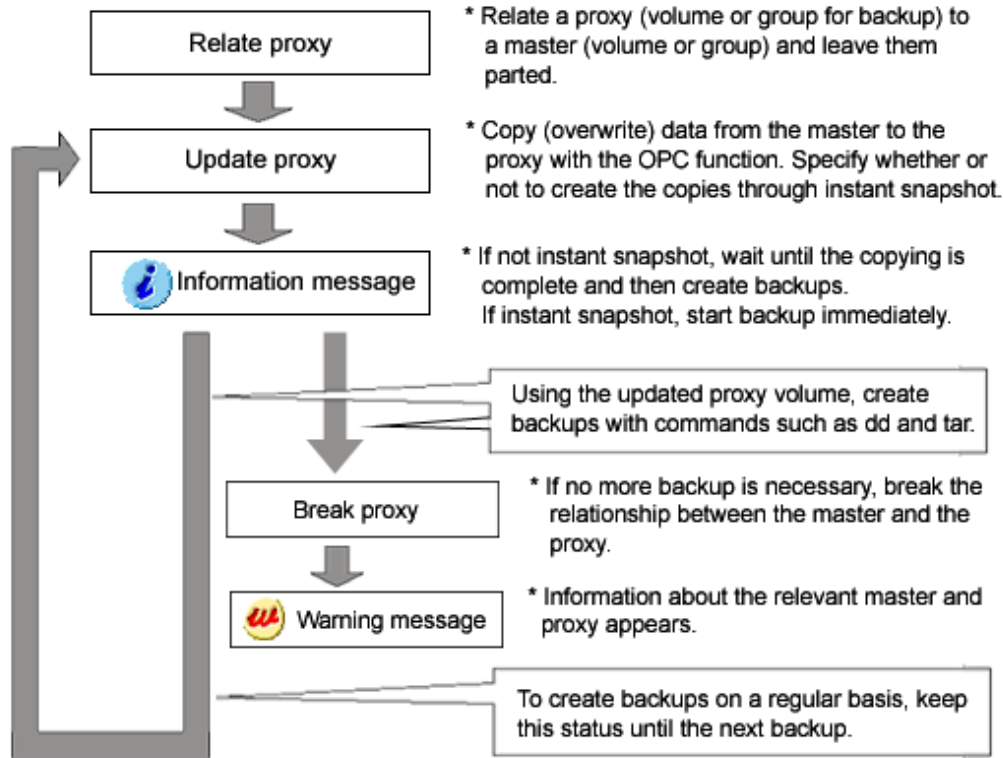 Relate proxy
* Relate a proxy (volume or group for backup) to
a master (volume or group) and leave them
parted.
Update proxy
* Copy (overwrite) data from the master to the
proxy with the OPC function. Specify whether or
not to create the copies through instant snapshot.
i Information message
* If not instant snapshot, wait until the copying is
complete and then create backups.
If instant snapshot, start backup immediately.
Using the updated proxy volume, create
backups with commands such as dd and tar.
Break proxy
* If no more backup is necessary, break the
relationship between the master and the
proxy.
w Warning message
* Information about the relevant master and
proxy appears.
To create backups on a regular basis, keep
this status until the next backup.